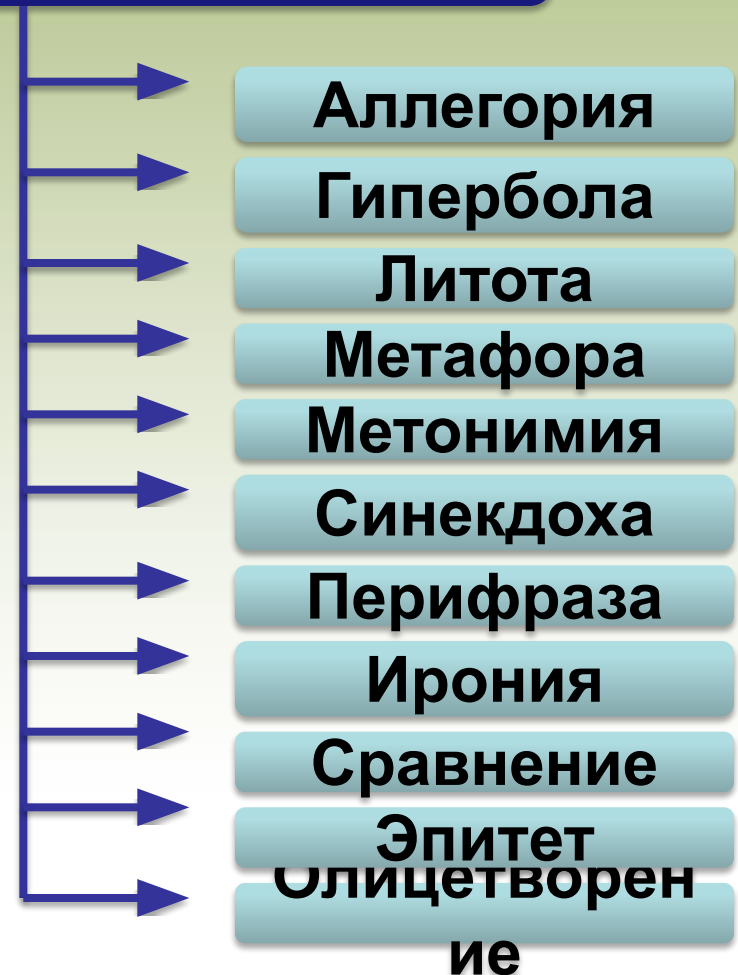 Аллегория
Гипербола
Литота
Метафора
Метонимия
Синекдоха
Перифраза
Ирония
Сравнение
Эпитет
Олицетворен
ие